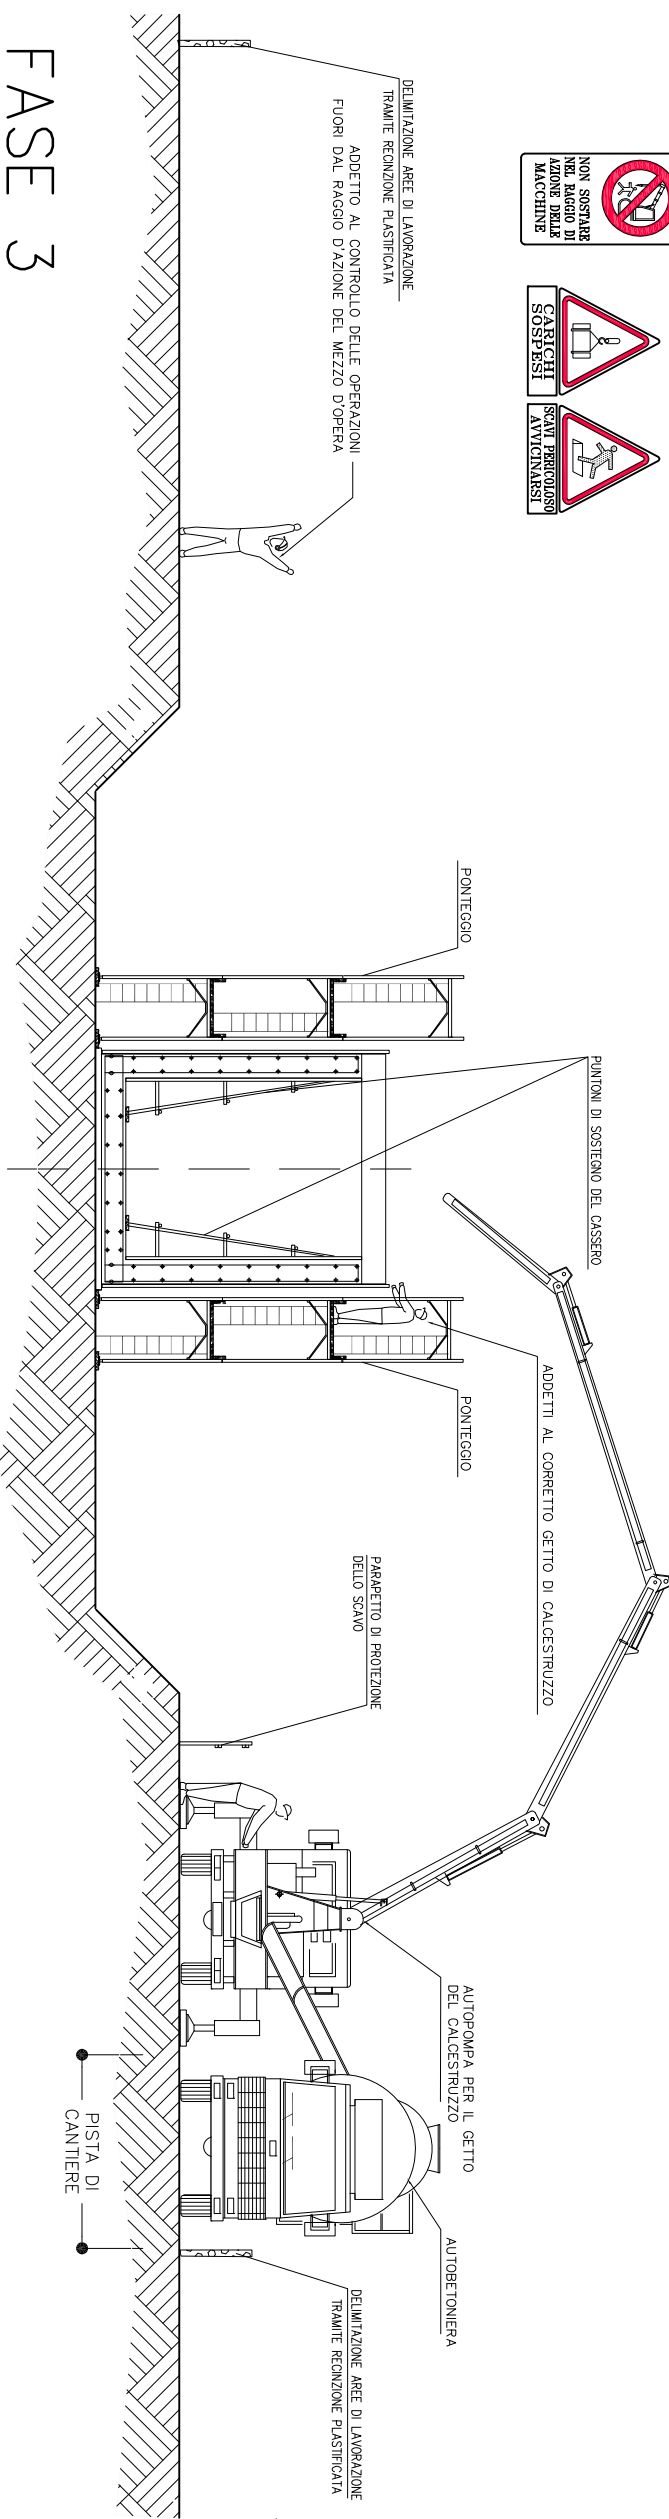 FASE 3
NON SOSTARE
NEL RAGGIO DI
AZIONE DELLE
MACCHINE
CARICHI
SOSPESI
SCAVI PERICOLOSO
AVVICINARSI
DELIMITAZIONE AREE DI LAVORAZIONE
TRAMITE RECINZIONE PLASTIFICATA
ADDETTO AL CONTROLLO DELLE OPERAZIONI
FUORI DAL RAGGIO D'AZIONE DEL MEZZO D'OPERA
PONTEGGIO
PUNTONI DI SOSTEGNO DEL CASSERO
ADDETTI AL CORRETTO GETTO DI CALCESTRUZZO
PONTEGGIO
PARAPETTO DI PROTEZIONE
DELLO SCAVO
AUTOPOMPA PER IL GETTO
DEL CALCESTRUZZO
AUTOBETONIERA
PISTA DI
CANTIERE
DELIMITAZIONE AREE DI LAVORAZIONE
TRAMITE RECINZIONE PLASTIFICATA